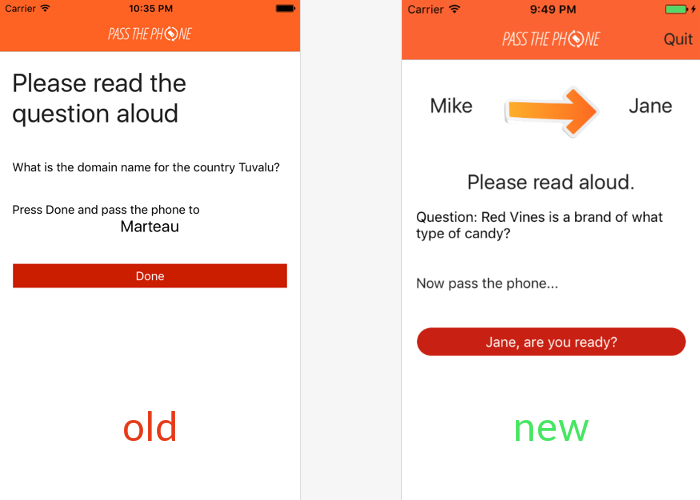 Carrier 10:35 PM
PASS THE PHONE
Please read the
question aloud
What is the domain name for the country Tuvalu?
Press Done and pass the phone to
Marteau
Done
old
Carrier 9:49 PM
PASS THE PHONE Quit
Mike Jane
Please read aloud.
Question: Red Vines is a brand of what
type of candy?
Now pass the phone...
Jane, are you ready?
new